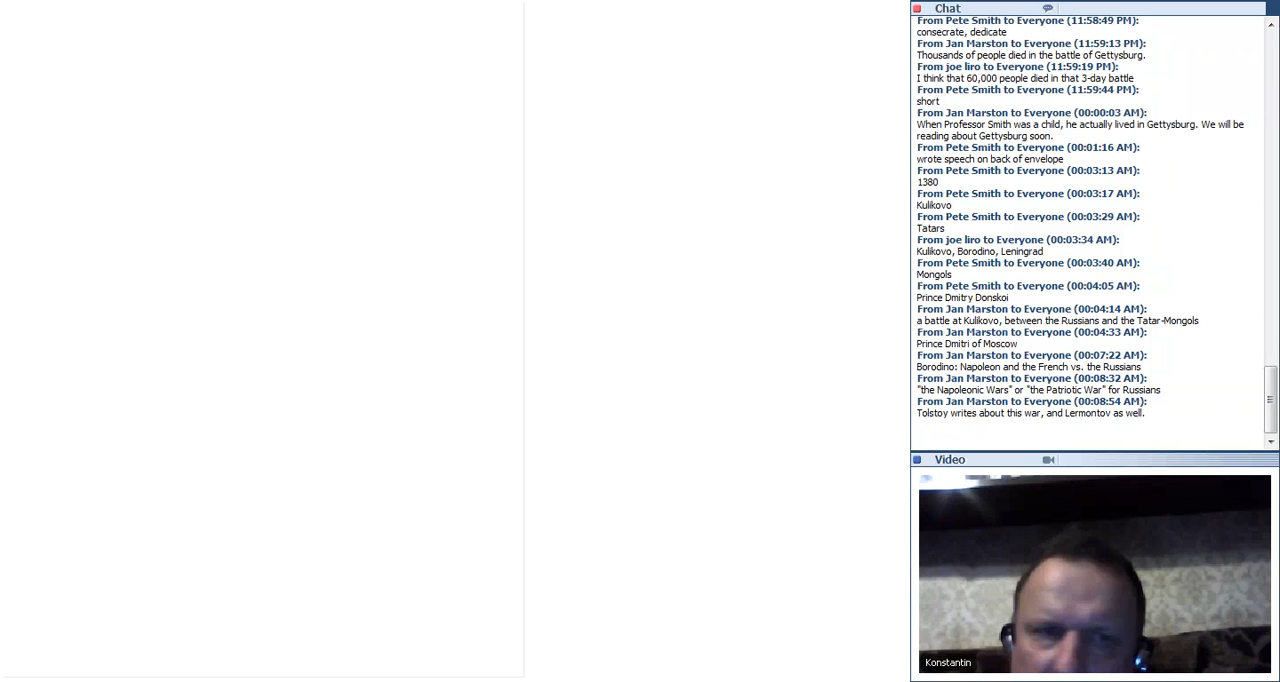 Chat
From Pete Smith to Everyone (11:58:49 PM):
consecrate, dedicate
From Jan Marston to Everyone (11:59:13 PM):
Thousands of people died in the battle of Gettysburg.
From joe liro to Everyone (11:59:19 PM):
I think that 60,000 people died in that 3-day battle
From Pete Smith to Everyone (11:59:44 PM):
short
From Jan Marston to Everyone (00:00:03 AM):
When Professor Smith was a child, he actually lived in Gettysburg. We will be
reading about Gettysburg soon.
From Pete Smith to Everyone (00:01:16 AM):
wrote speech on back of envelope
From Pete Smith to Everyone (00:03:13 AM):
1380
From Pete Smith to Everyone (00:03:17 AM):
Kulikovo
From Pete Smith to Everyone (00:03:29 AM):
Tatars
From joe liro to Everyone (00:03:34 AM):
Kulikovo, Borodino, Leningrad
From Pete Smith to Everyone (00:03:40 AM):
Mongols
From Pete Smith to Everyone (00:04:05 AM):
Prince Dmitry Donskoi
From Jan Marston to Everyone (00:04:14 AM):
a battle at Kulikovo, between the Russians and the Tatar-Mongols
From Jan Marston to Everyone (00:04:33 AM):
Prince Dmitri of Moscow
From Jan Marston to Everyone (00:07:22 AM):
Borodino: Napoleon and the French vs. the Russians
From Jan Marston to Everyone (00:08:32 AM):
"the Napoleonic Wars" or "the Patriotic War" for Russians
From Jan Marston to Everyone (00:08:54 AM):
Tolstoy writes about this war, and Lermontov as well.
Video
Konstantin